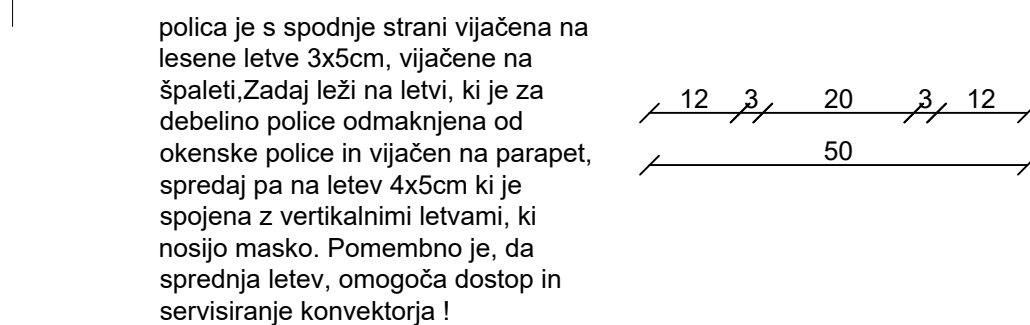 polica je s spodnje strani vijačena na
lesene letve 3x5cm, vijačene na
špaleti,Zadaj leži na letvi, ki je za
debelino police odmaknjena od
okenske police in vijačen na parapet,
spredaj pa na letev 4x5cm ki je
spojena z vertikalnimi letvami, ki
nosijo masko. Pomembno je, da
sprednja letev, omogoča dostop in
servisiranje konvektorja !
12 3 20 3 12
50